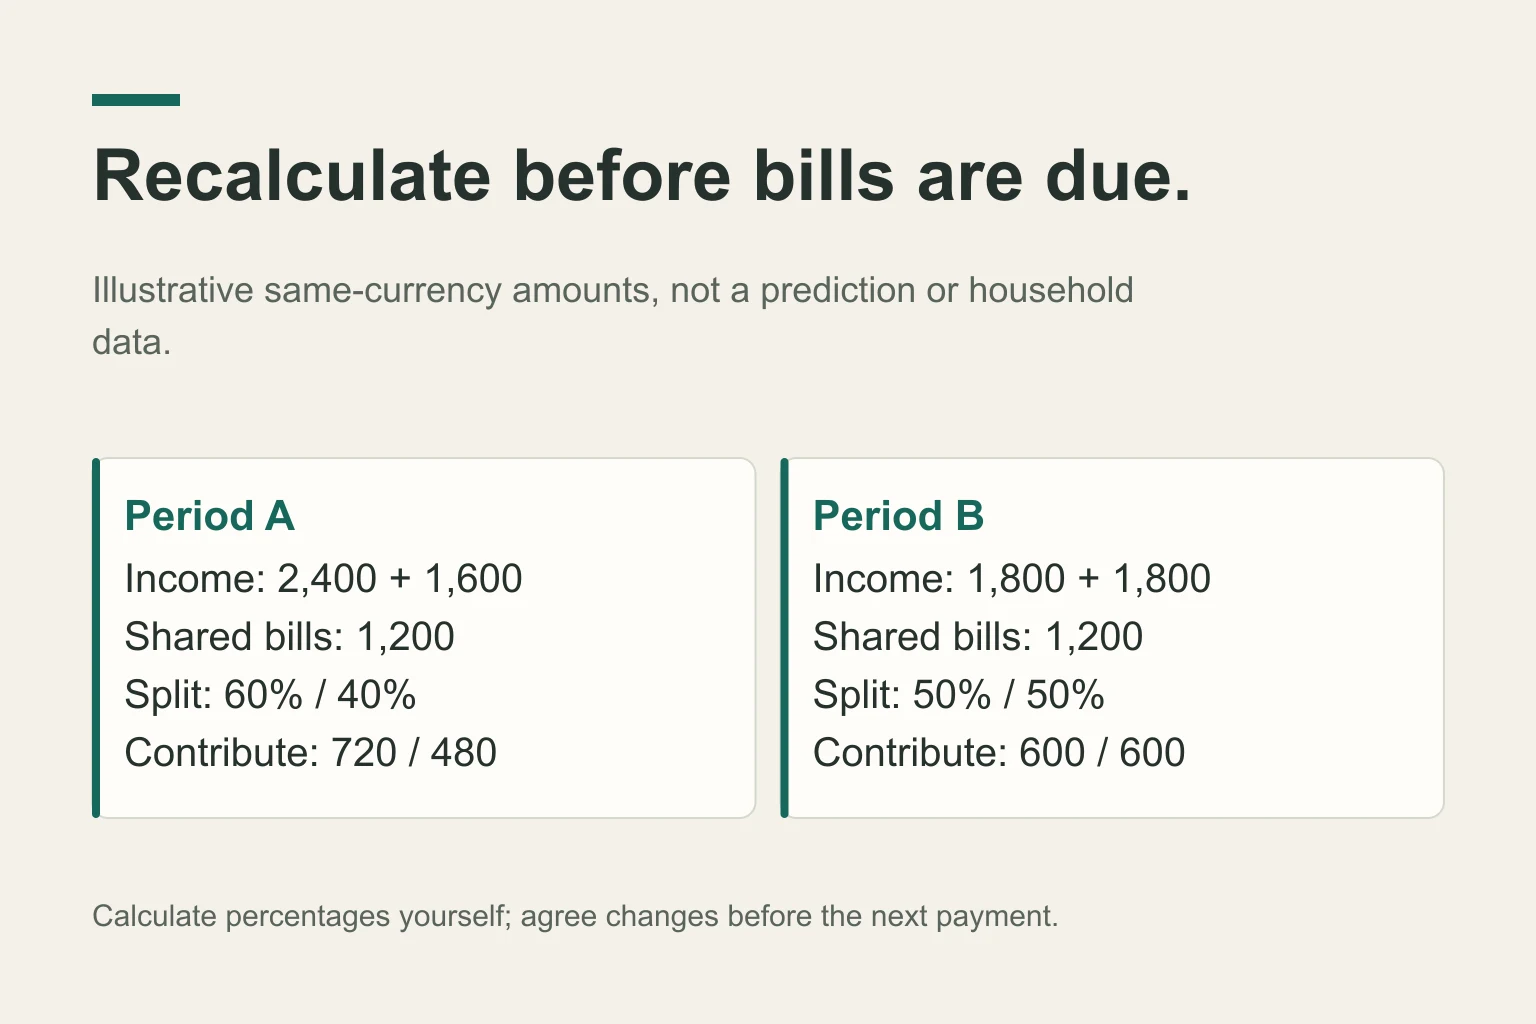 Recalculate before bills are due.
Illustrative same-currency amounts, not a prediction or household
data.
Period A
Income: 2,400 + 1,600
Shared bills: 1,200
Split: 60% / 40%
Contribute: 720 / 480
Period B
Income: 1,800 + 1,800
Shared bills: 1,200
Split: 50% / 50%
Contribute: 600 / 600
Calculate percentages yourself; agree changes before the next payment.